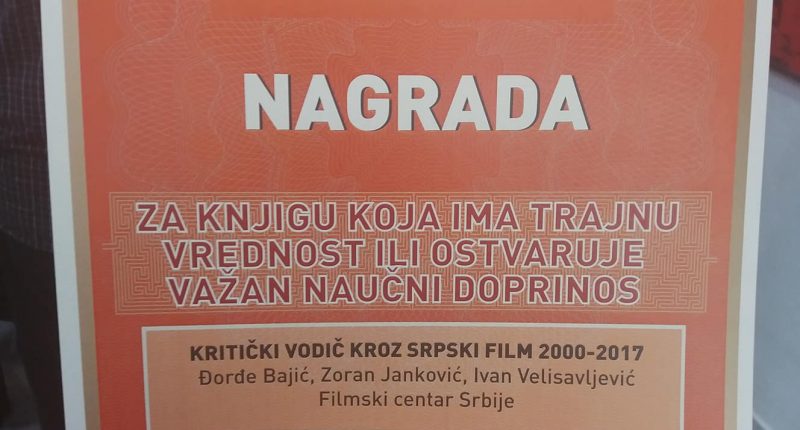 NAGRADA
ZA KNJIGU KOJA IMA TRAJNU
VREDNOST ILI OSTVARUJE
VAŽAN NAUČNI DOPRINOS
KRITIČKI VODIČ KROZ SRPSKI FILM 2000-2017
Đorđe Bajić, Zoran Janković, Ivan Velisavljević
Filmski centar Srbije